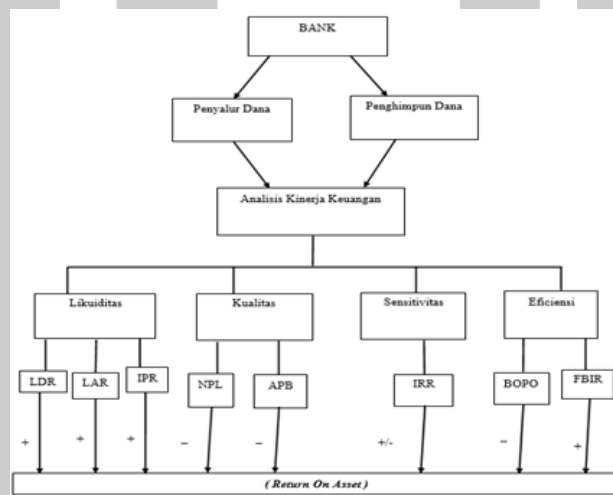 BANK
Penyalur Dana
Penghimpun Dana
Analisis Kinerja Keuangan
Likuiditas
Kualitas
Sensitivitas
Eficiensi
LDR
LAR
IPR
NPL
APB
IRR
BOPO
FBIR
+
+
+
–
–
+/-
–
+
( Return On Asset )